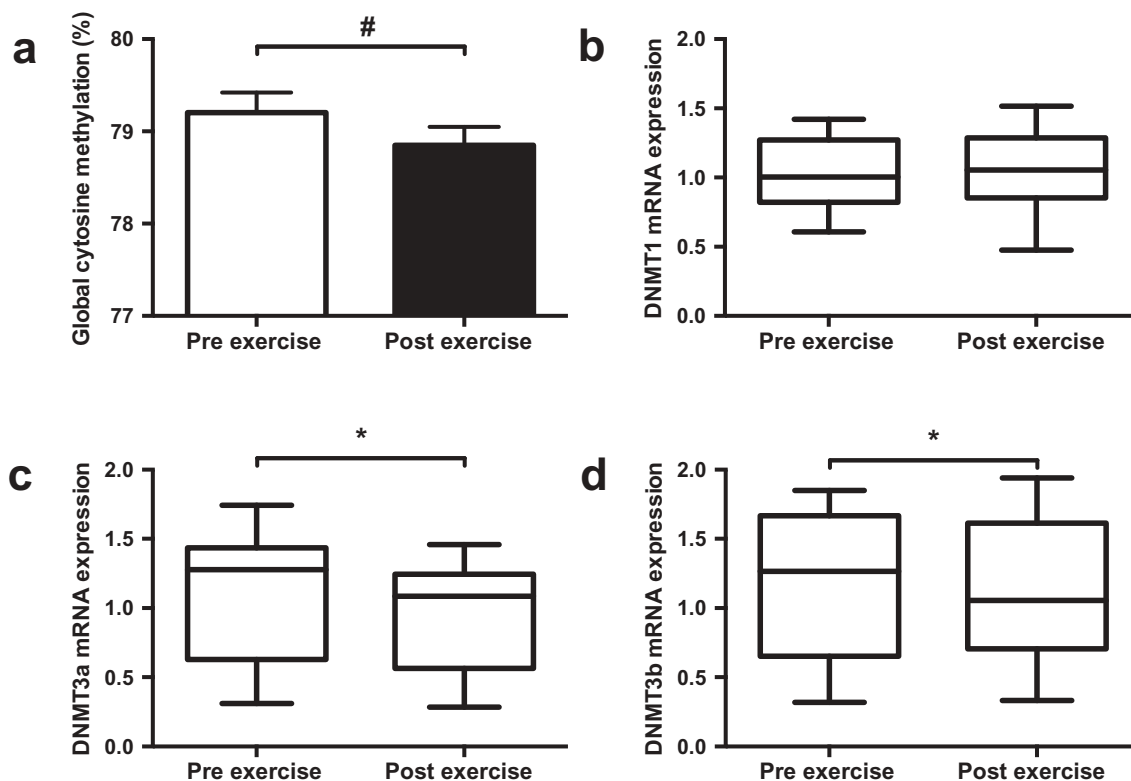 a
Global cytosine methylation (%)
80
79
78
77
#
Pre exercise
Post exercise
b
DNMT1 mRNA expression
2.0
1.5
1.0
0.5
0.0
Pre exercise
Post exercise
c
DNMT3a mRNA expression
2.0
1.5
1.0
0.5
0.0
*
Pre exercise
Post exercise
d
DNMT3b mRNA expression
2.0
1.5
1.0
0.5
0.0
*
Pre exercise
Post exercise